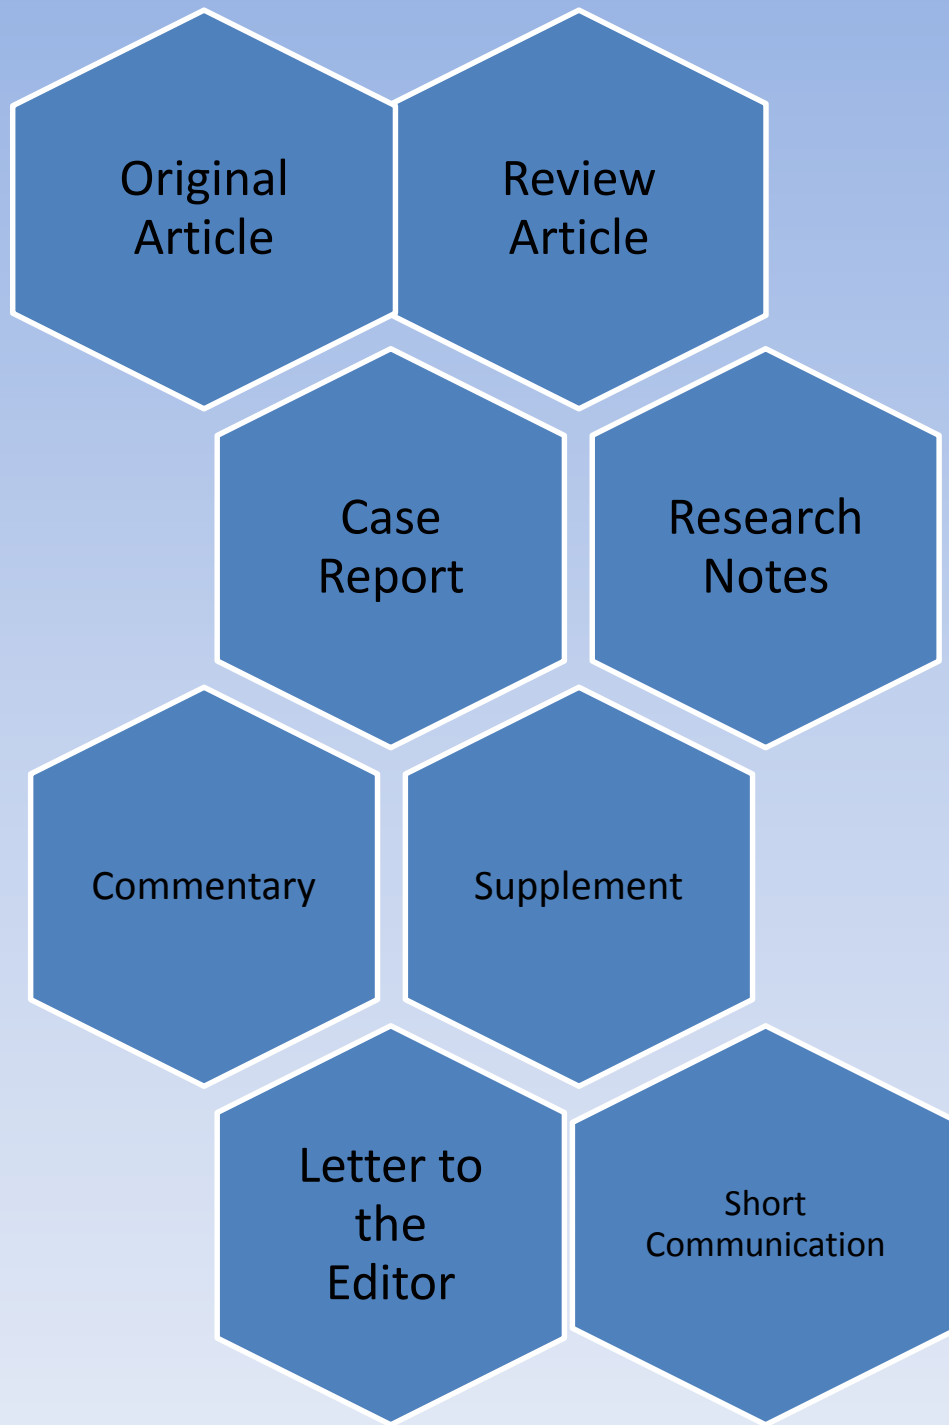 Original
Article
Review
Article
Case
Report
Research
Notes
Commentary
Supplement
Letter to
the
Editor
Short
Communication